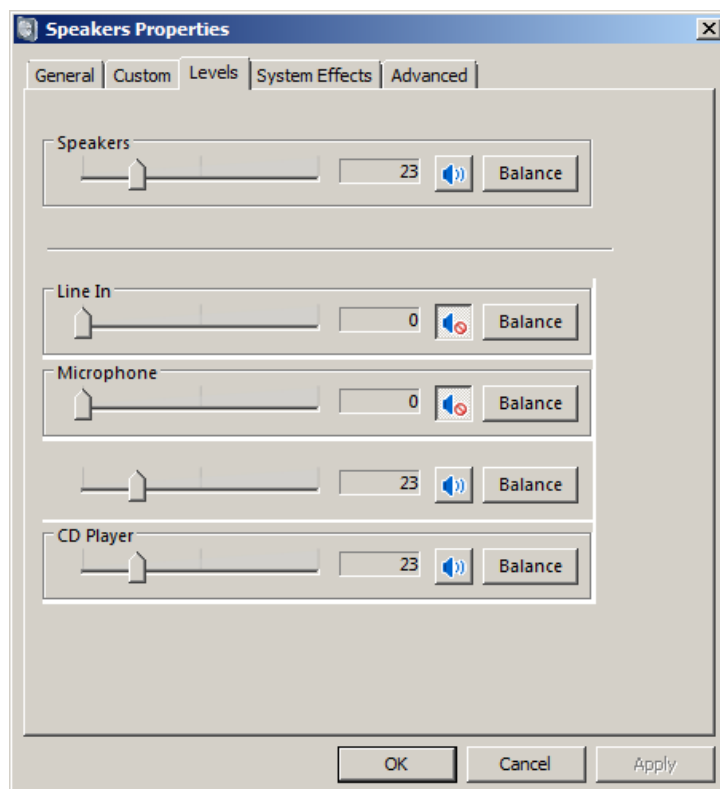 Speakers Properties
General Custom Levels System Effects Advanced
Speakers
23 Balance
Line In
0 Balance
Microphone
0 Balance
23 Balance
CD Player
23 Balance
OK Cancel Apply